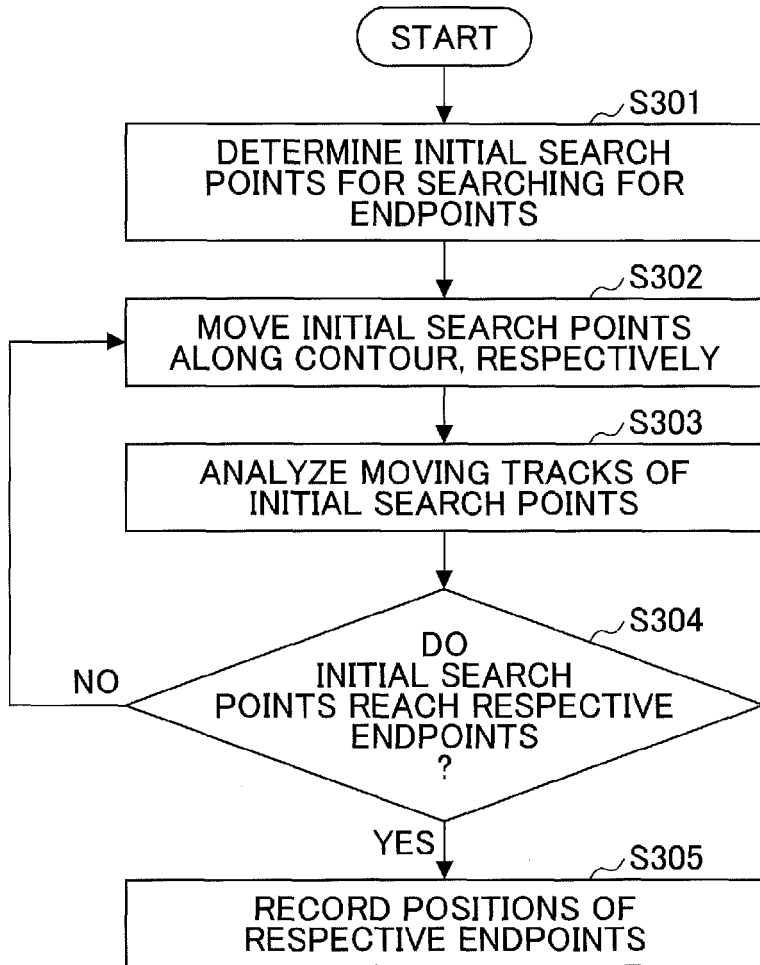 START
S301
DETERMINE INITIAL SEARCH
POINTS FOR SEARCHING FOR
ENDPOINTS
S302
MOVE INITIAL SEARCH POINTS
ALONG CONTOUR, RESPECTIVELY
S303
ANALYZE MOVING TRACKS OF
INITIAL SEARCH POINTS
S304
DO
INITIAL SEARCH
POINTS REACH RESPECTIVE
ENDPOINTS
?
NO
YES
S305
RECORD POSITIONS OF
RESPECTIVE ENDPOINTS